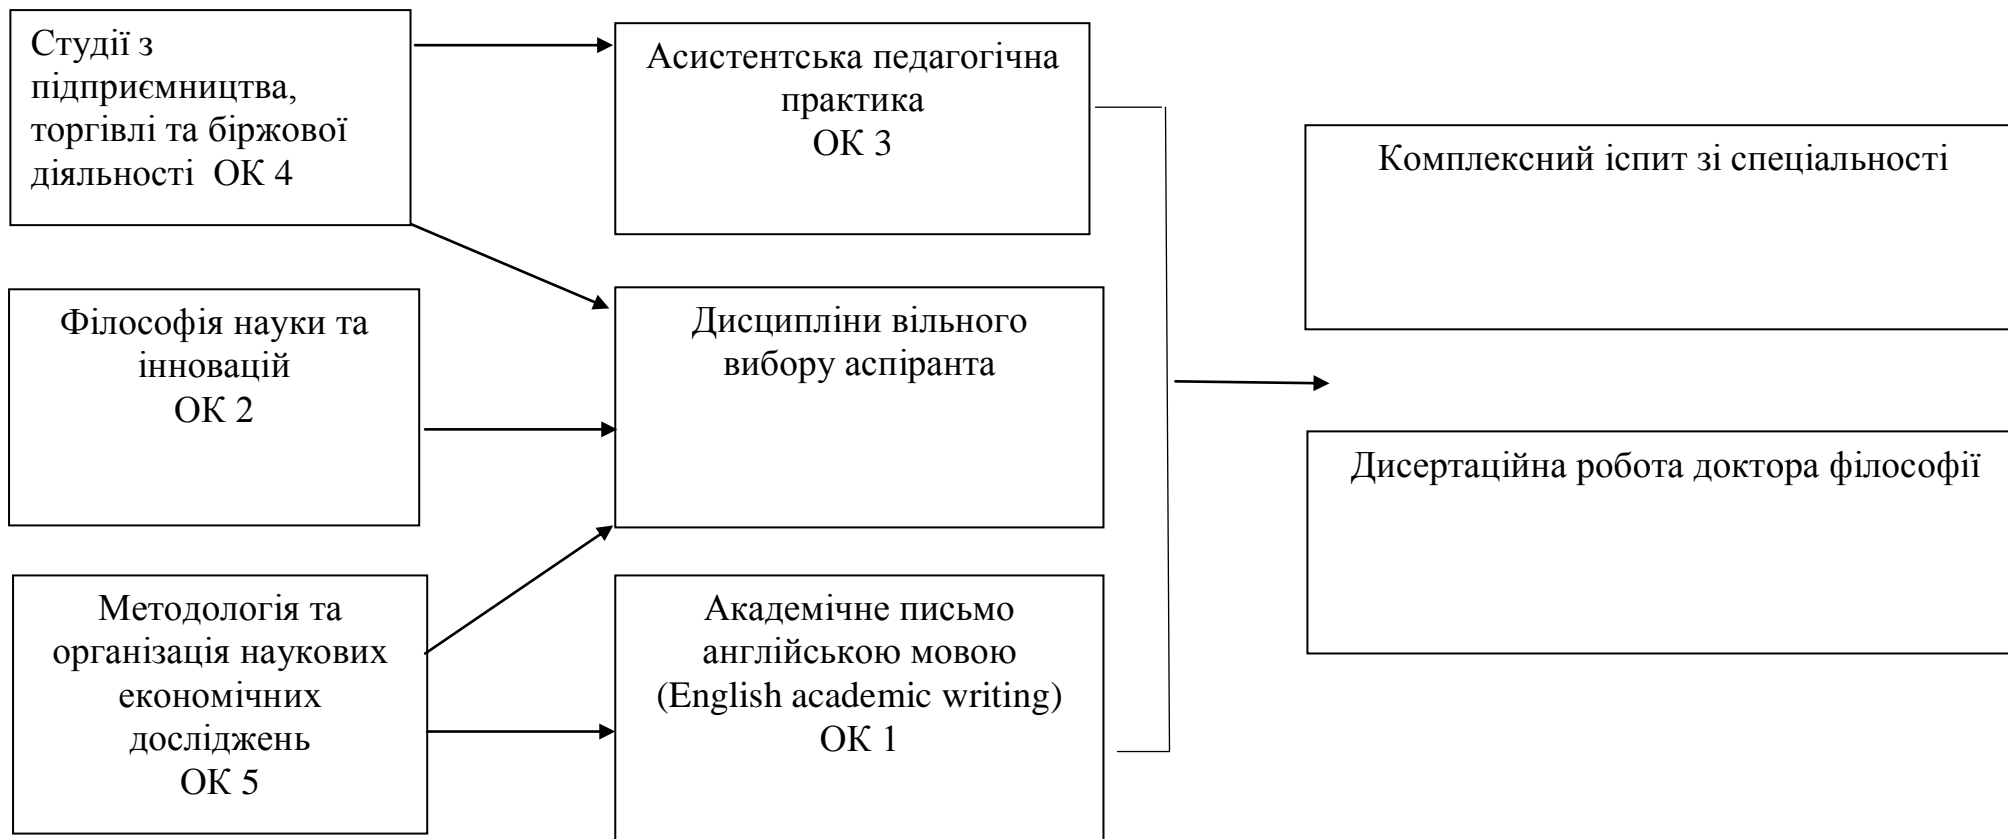 Студії з
підприємництва,
торгівлі та біржової
діяльності  ОК 4
Асистентська педагогічна
практика
ОК 3
Комплексний іспит зі спеціальності
Філософія науки та
інновацій
ОК 2
Дисципліни вільного
вибору аспіранта
Дисертаційна робота доктора філософії
Методологія та
організація наукових
економічних
досліджень
ОК 5
Академічне письмо
англійською мовою
(English academic writing)
ОК 1